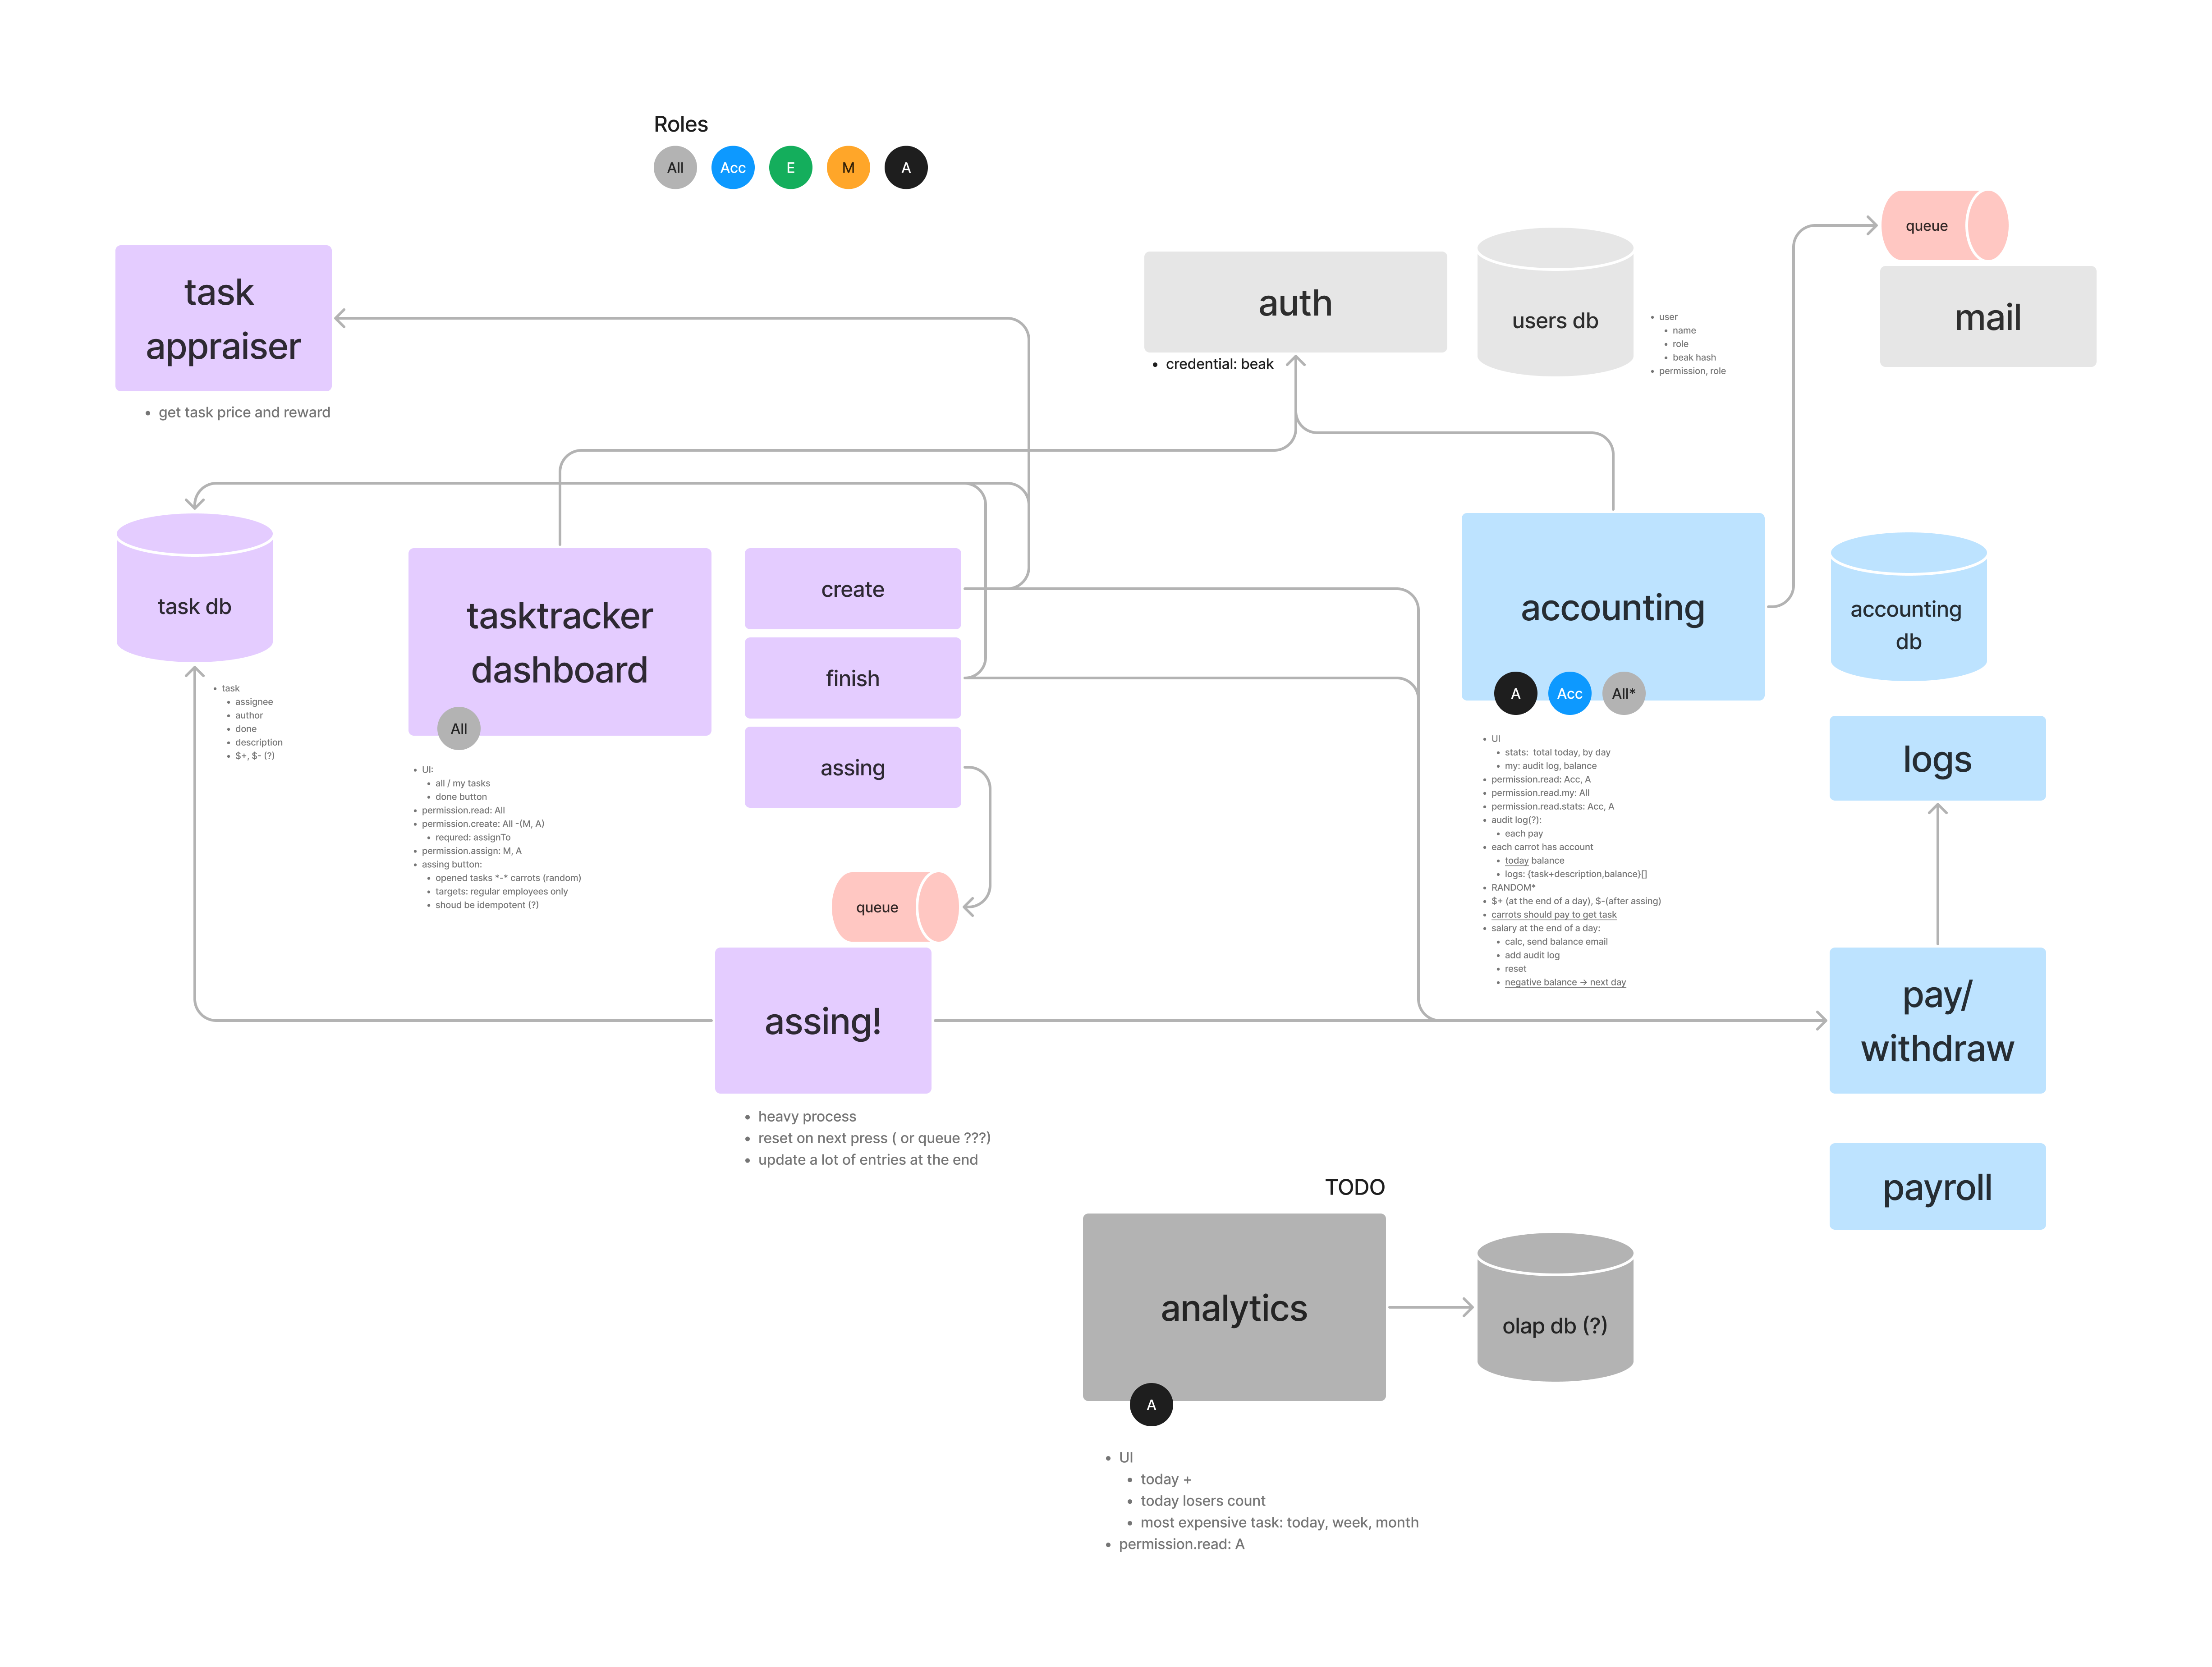 Roles
All
Acc
E
M
A
task
appraiser
• get task price and reward
auth
• credential: beak
users db
• user
• name
• role
• beak hash
• permission, role
queue
mail
task db
• task
• assignee
• author
• done
• description
• $+, $- (?)
tasktracker
dashboard
All
• UI:
• all / my tasks
• done button
• permission.read: All
• permission.create: All -(M, A)
• requred: assignTo
• permission.assign: M, A
• assing button:
• opened tasks *-* carrots (random)
• targets: regular employees only
• shoud be idempotent (?)
create
finish
assing
queue
assing!
• heavy process
• reset on next press ( or queue ???)
• update a lot of entries at the end
accounting
A
Acc
All*
• UI
• stats:  total today, by day
• my: audit log, balance
• permission.read: Acc, A
• permission.read.my: All
• permission.read.stats: Acc, A
• audit log(?):
• each pay
• each carrot has account
• today balance
• logs: {task+description,balance}[]
• RANDOM*
• $+ (at the end of a day), $-(after assing)
• carrots should pay to get task
• salary at the end of a day:
• calc, send balance email
• add audit log
• reset
• negative balance → next day
accounting
db
logs
pay/
withdraw
payroll
TODO
analytics
A
• UI
• today +
• today losers count
• most expensive task: today, week, month
• permission.read: A
olap db (?)